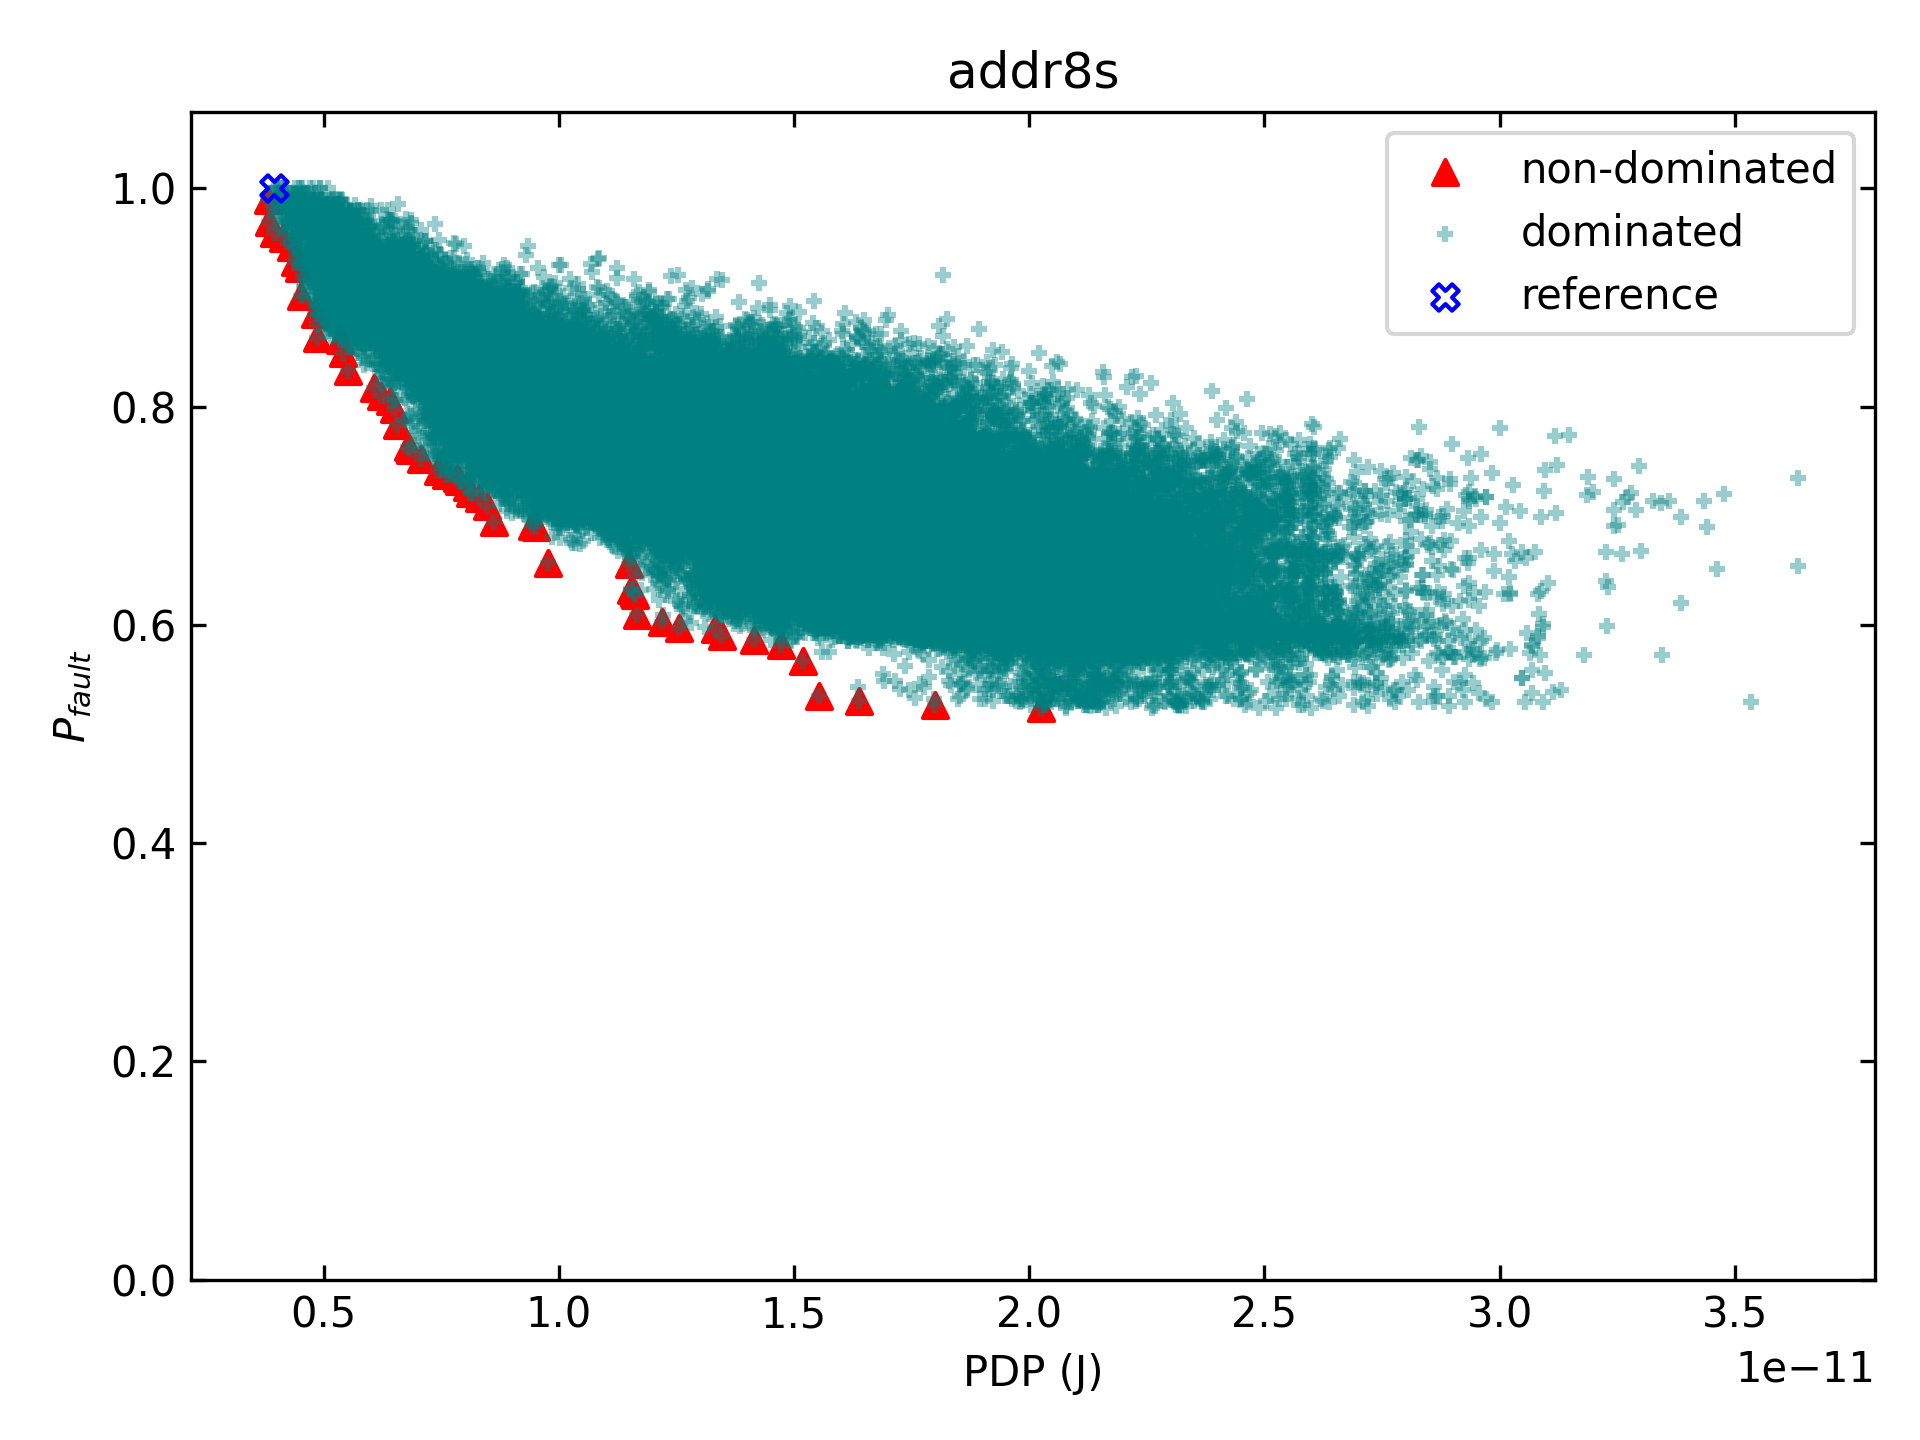 addr8s
non-dominated
dominated
reference
P_fault
1.0
0.8
0.6
0.4
0.2
0.0
0.5 1.0 1.5 2.0 2.5 3.0 3.5
1e−11
PDP (J)